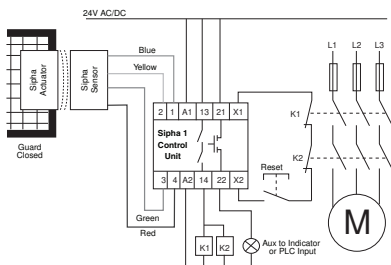 24V AC/DC
L1 L2 L3
Blue
Yellow
Sipha
Actuator
Sipha
Sensor
2 1 A1 13 21 X1
Sipha 1
Control
Unit
K1
K2
Guard
Closed
Reset
3 4 A2 14 22 X2
Green
Red
M
K1 K2
Aux to Indicator
or PLC Input